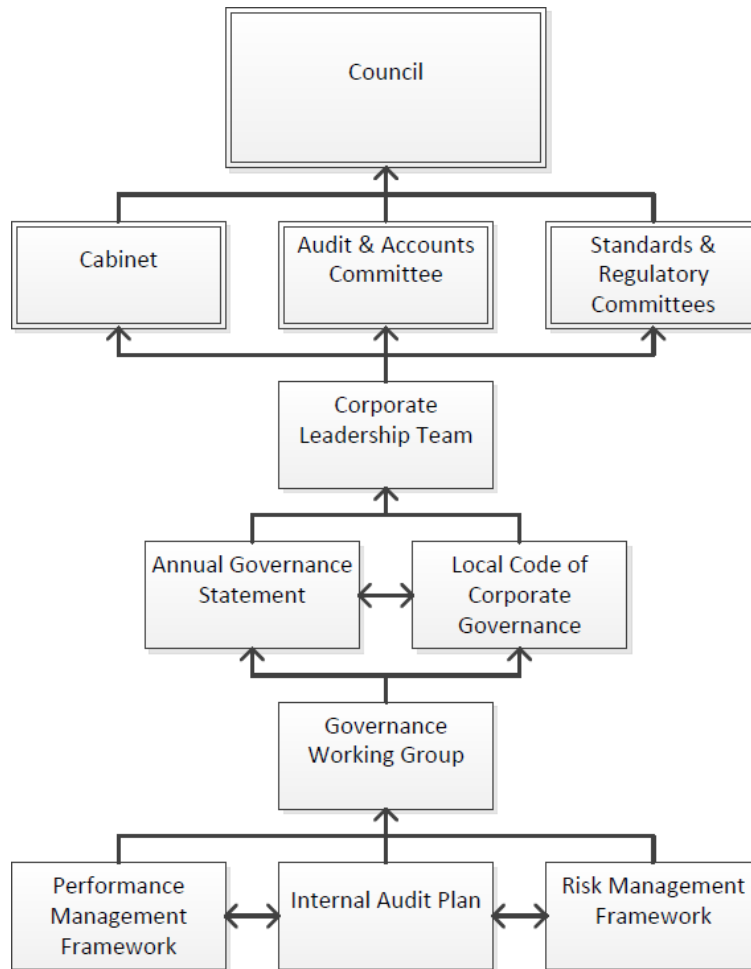 Council
Cabinet
Audit & Accounts
Committee
Standards &
Regulatory
Committees
Corporate
Leadership Team
Annual Governance
Statement
Local Code of
Corporate
Governance
Governance
Working Group
Performance
Management
Framework
Internal Audit Plan
Risk Management
Framework